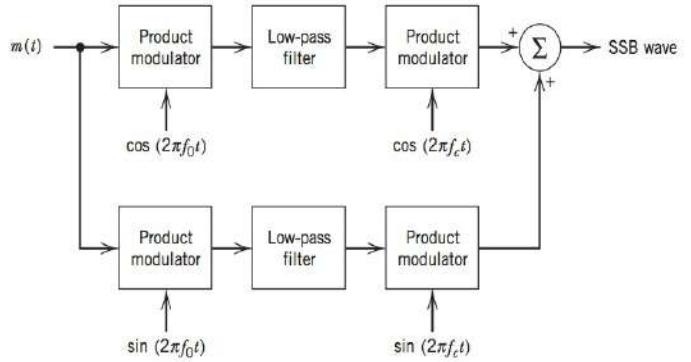 m(t)
Product
modulator
Low-pass
filter
Product
modulator
+
Σ
SSB wave
+
cos (2πf₀t)
cos (2πf_ct)
Product
modulator
Low-pass
filter
Product
modulator
sin (2πf₀t)
sin (2πf_ct)